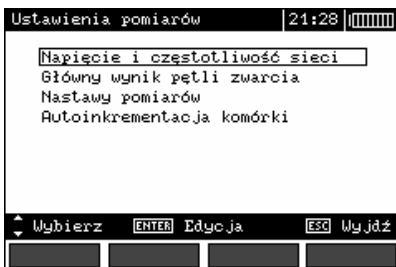 Ustawienia pomiarów 21:28
Napięcie i częstotliwość sieci
Główny wynik pętli zwarcia
Nastawy pomiarów
Autoinkrementacja komórki
Wybierz ENTER Edycja ESC Wyjdź